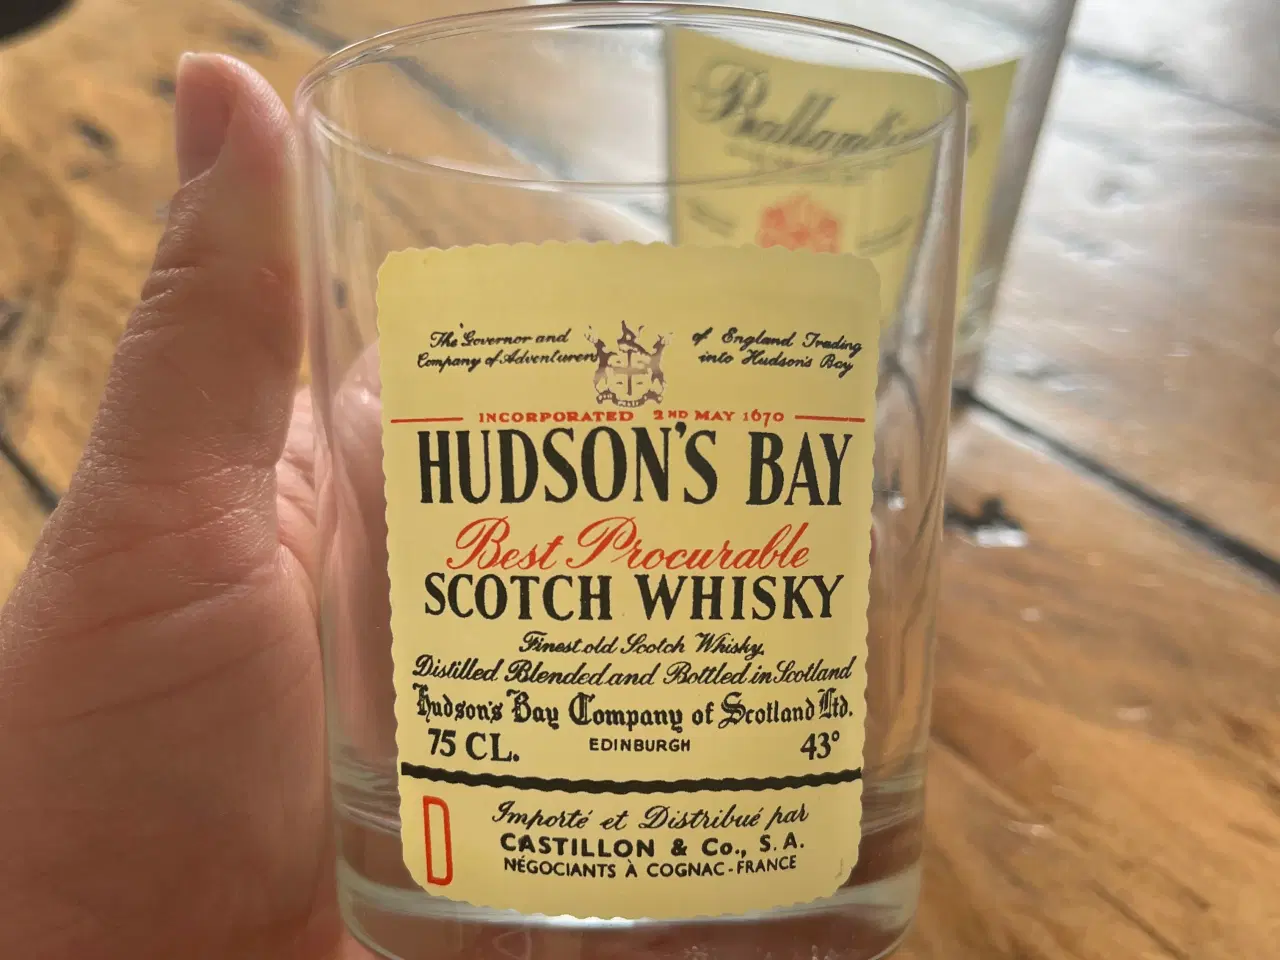 Ballantine's
The Governor and
Company of Adventurers
of England Trading
into Hudson's Bay
INCORPORATED 2ND MAY 1670
HUDSON'S BAY
Best Procurable
SCOTCH WHISKY
Finest old Scotch Whisky
Distilled Blended and Bottled in Scotland
Hudson's Bay Company of Scotland Ltd.
75 CL. EDINBURGH 43°
D
Importé et Distribué par
CASTILLON & Co., S.A.
NÉGOCIANTS À COGNAC-FRANCE